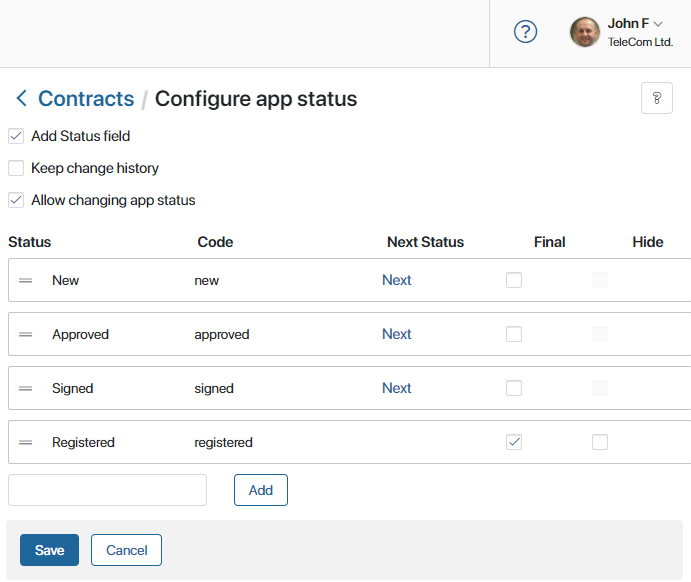 ?
John F
TeleCom Ltd.
Contracts / Configure app status
?
Add Status field
Keep change history
Allow changing app status
Status Code Next Status Final Hide
New new Next
Approved approved Next
Signed signed Next
Registered registered
Add
Save Cancel